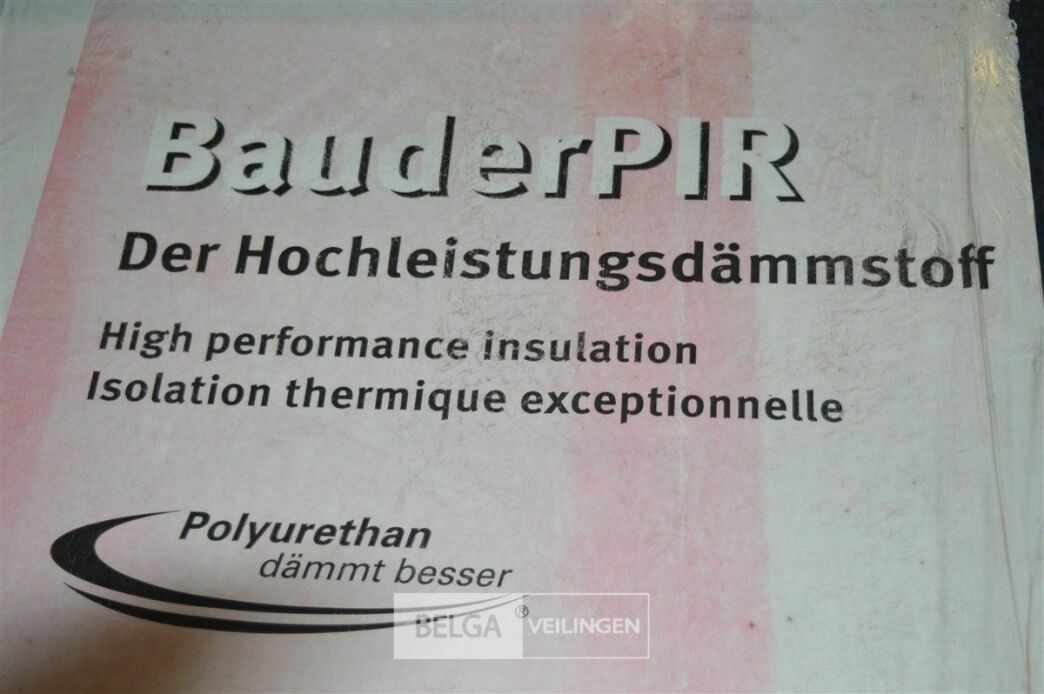 BauderPIR
Der Hochleistungsdämmstoff
High performance insulation
Isolation thermique exceptionnelle
Polyurethan
dämmt besser
®
BELGA VEILINGEN